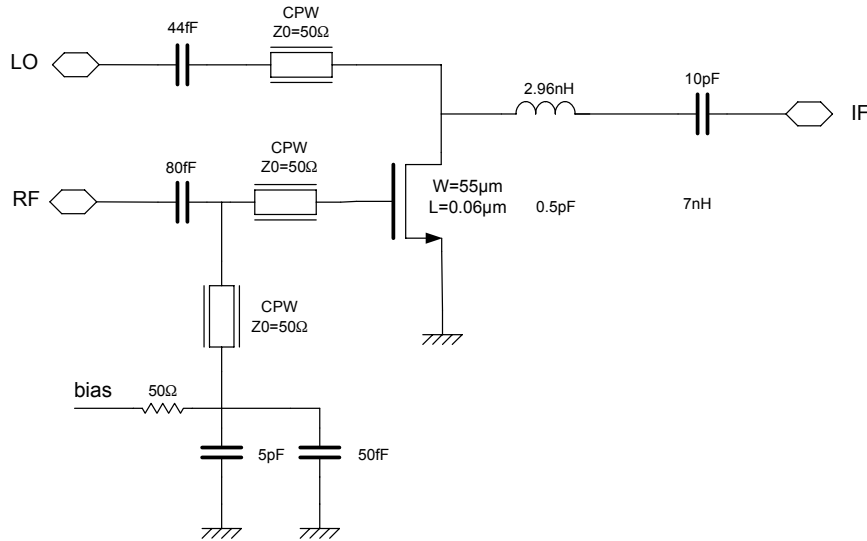 CPW
Z0=50Ω
44fF
LO
2.96nH
10pF
IF
CPW
Z0=50Ω
80fF
RF
W=55µm
L=0.06µm
0.5pF
7nH
CPW
Z0=50Ω
bias
50Ω
5pF
50fF